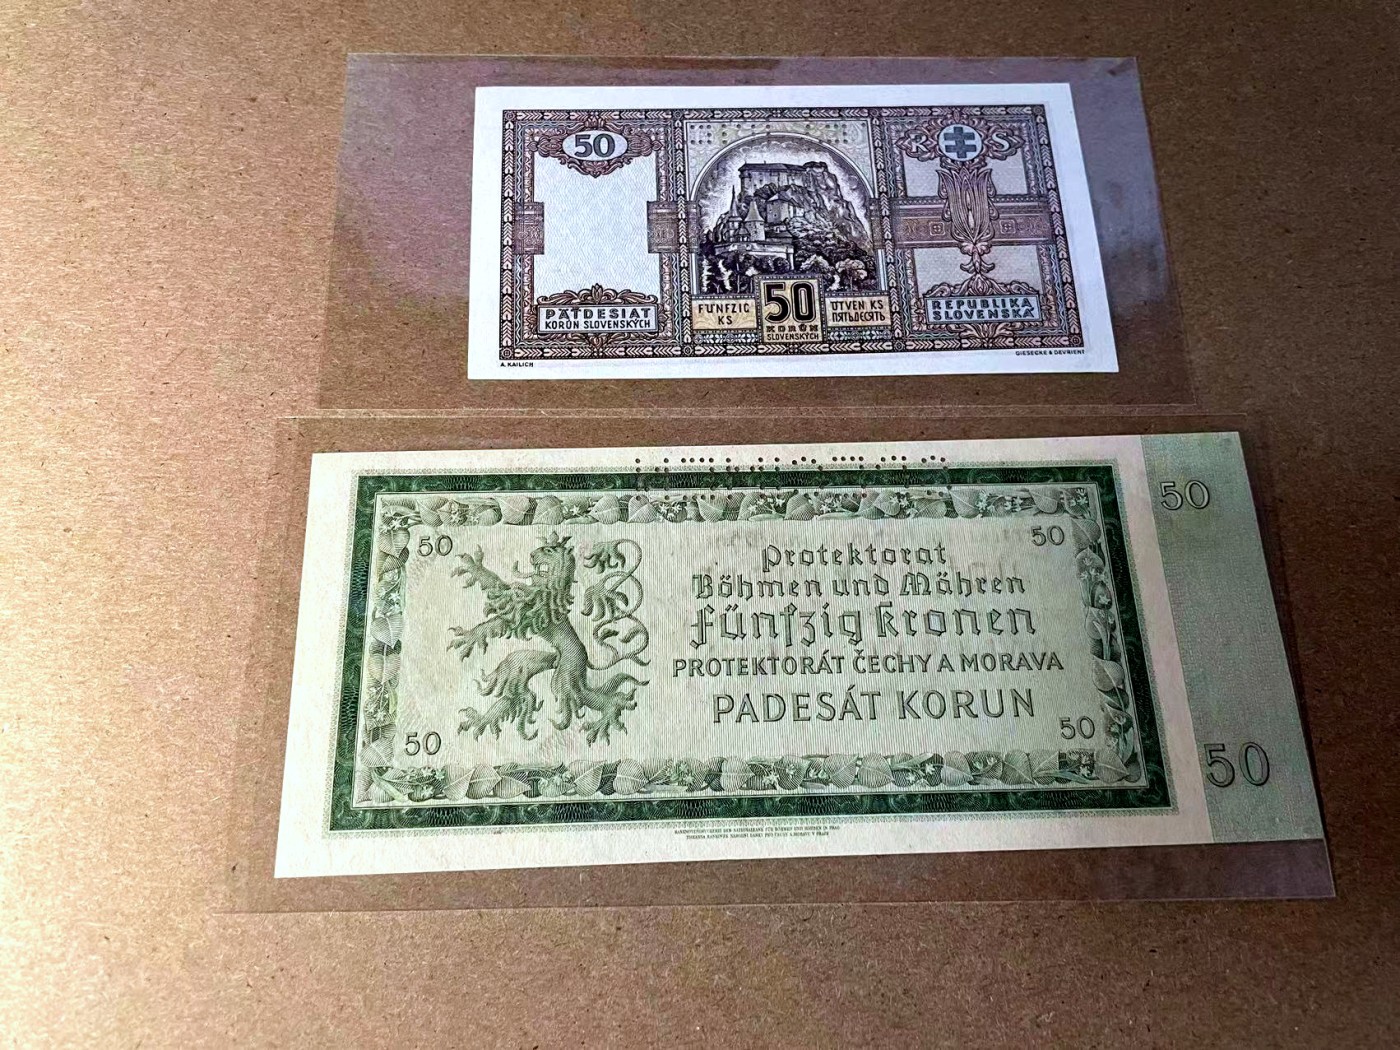 50
R S
PÄŤDESIAT
KORÚN SLOVENSKÝCH
FÜNFZIG
KS
50
KORÚN
SLOVENSKÝCH
ÖTVEN KS
ПЯТЬДЕСЯТЬ
REPUBLIKA
SLOVENSKÁ
A. KAILICH
GIESECKE & DEVRIENT
50
50
50
Protektorat
Böhmen und Mähren
Fünfzig Kronen
PROTEKTORÁT ČECHY A MORAVA
PADESÁT KORUN
50
50
50